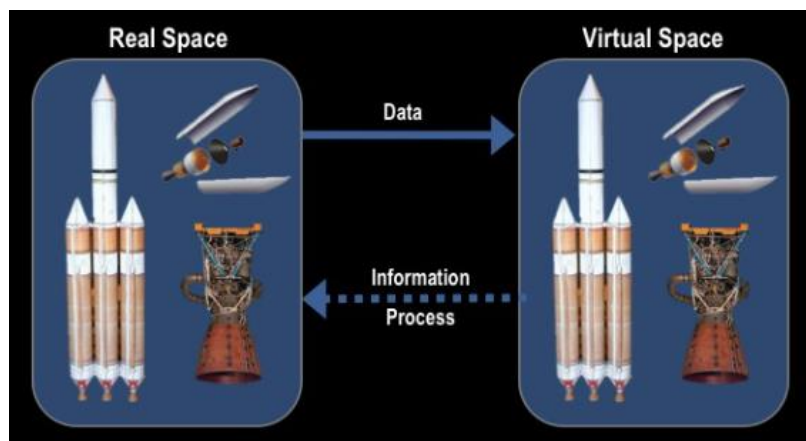 Real Space
Virtual Space
Data
Information
Process